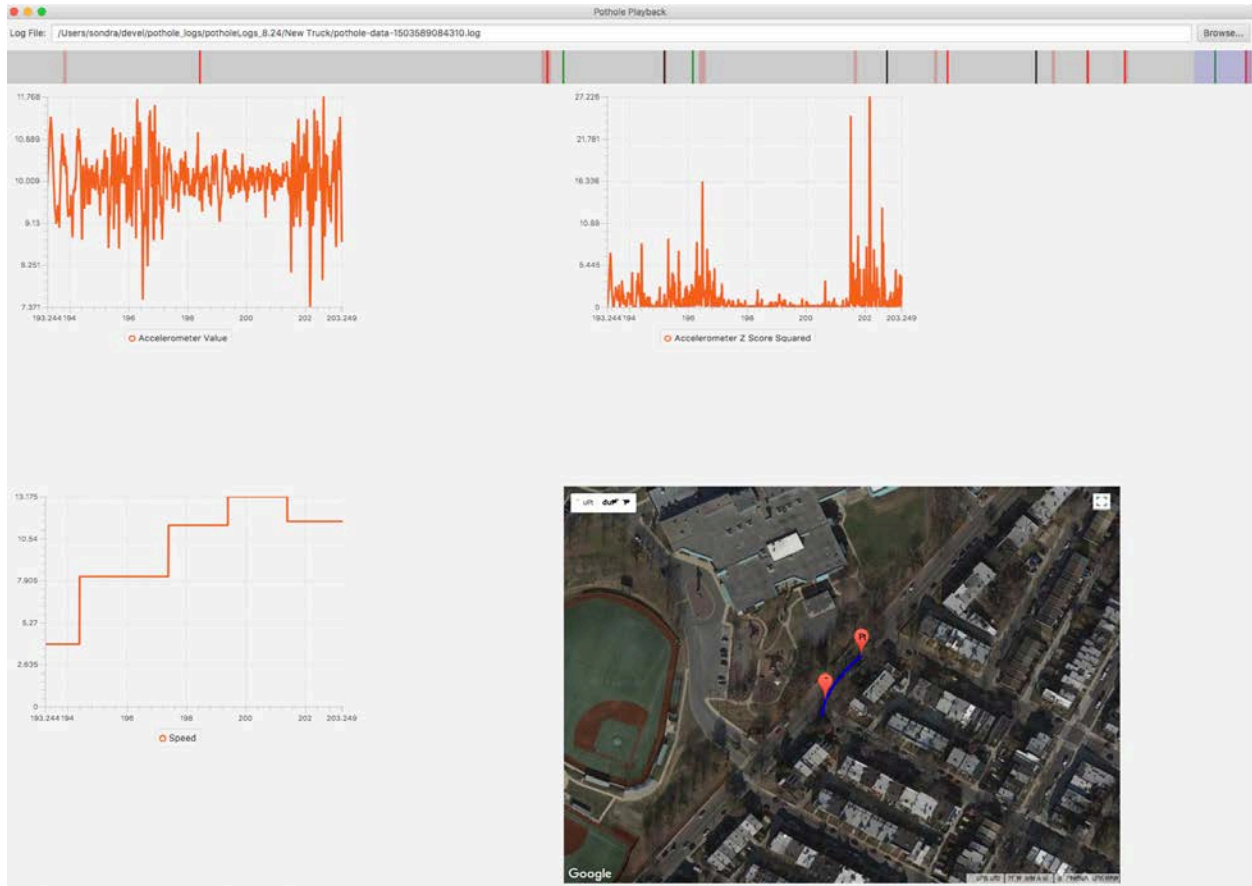 Pothole Playback
Log File: /Users/sondra/devel/pothole_logs/potholeLogs_8.24/New Truck/pothole-data-1503589084310.log Browse...
11.768
10.889
10.009
9.13
8.251
7.371
193.244 194 196 198 200 202 203.249
Accelerometer Value
27.226
21.781
16.336
10.89
5.445
0
193.244 194 196 198 200 202 203.249
Accelerometer Z Score Squared
13.175
10.54
7.905
5.27
2.635
0
193.244 194 196 198 200 202 203.249
Speed
Pt
Google